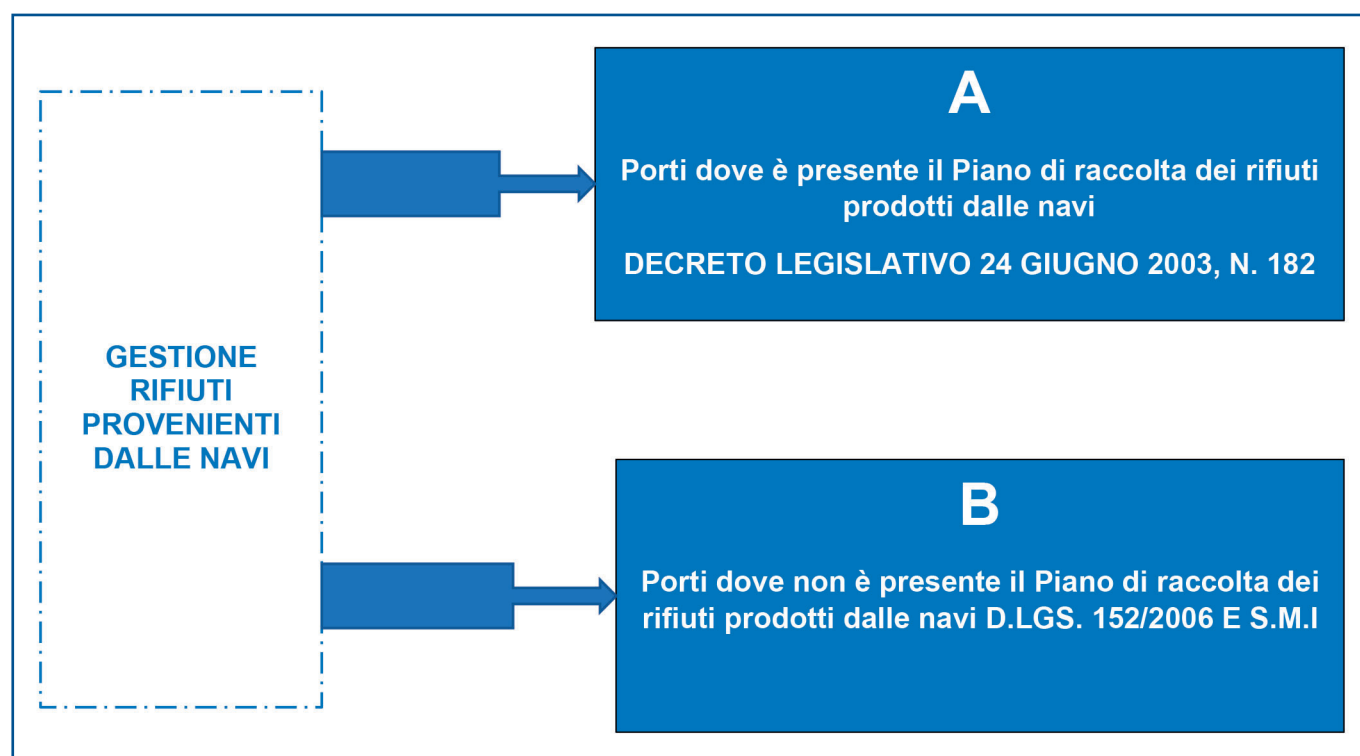 GESTIONE
RIFIUTI
PROVENIENTI
DALLE NAVI
A
Porti dove è presente il Piano di raccolta dei rifiuti
prodotti dalle navi
DECRETO LEGISLATIVO 24 GIUGNO 2003, N. 182
B
Porti dove non è presente il Piano di raccolta dei
rifiuti prodotti dalle navi D.LGS. 152/2006 E S.M.I